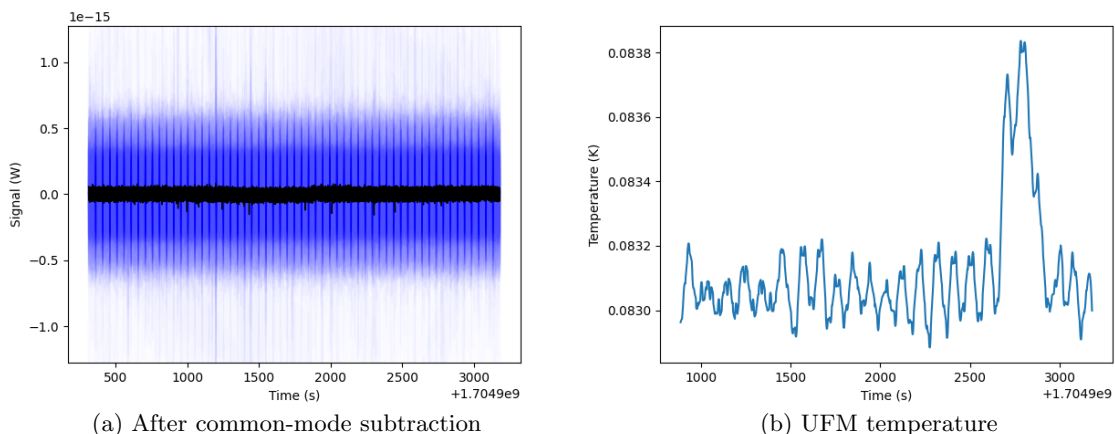 1e−15
1.0
0.5
0.0
−0.5
−1.0
Signal (W)
500 1000 1500 2000 2500 3000
Time (s)
+1.7049e9
(a) After common-mode subtraction
0.0838
0.0836
0.0834
0.0832
0.0830
Temperature (K)
1000 1500 2000 2500 3000
Time (s)
+1.7049e9
(b) UFM temperature